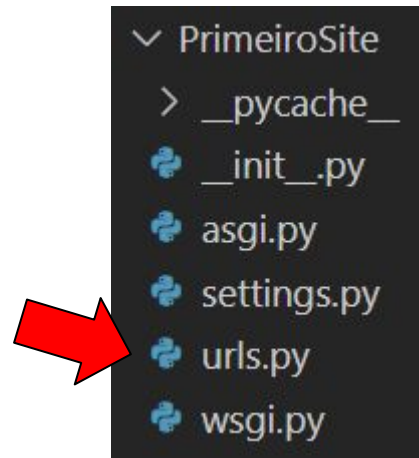 PrimeiroSite
__pycache__
__init__.py
asgi.py
settings.py
urls.py
wsgi.py